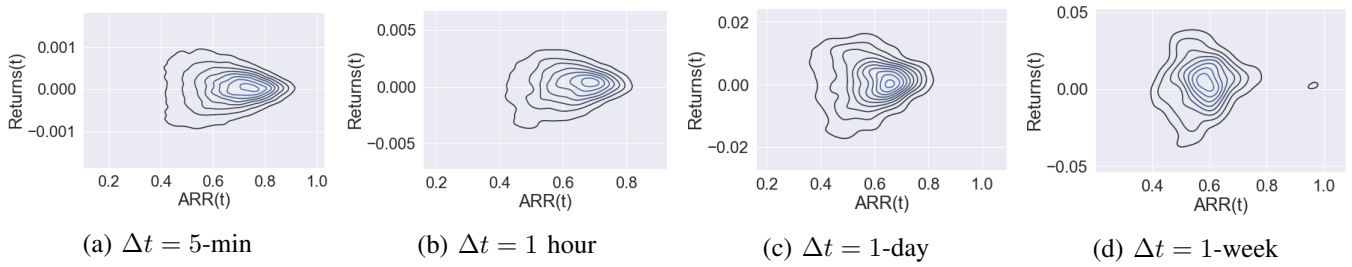 Returns(t)
0.001
0.000
−0.001
0.2 0.4 0.6 0.8 1.0
ARR(t)
(a) Δt = 5-min
Returns(t)
0.005
0.000
−0.005
0.2 0.4 0.6 0.8
ARR(t)
(b) Δt = 1 hour
Returns(t)
0.02
0.00
−0.02
0.2 0.4 0.6 0.8 1.0
ARR(t)
(c) Δt = 1-day
Returns(t)
0.05
0.00
−0.05
0.4 0.6 0.8 1.0
ARR(t)
(d) Δt = 1-week